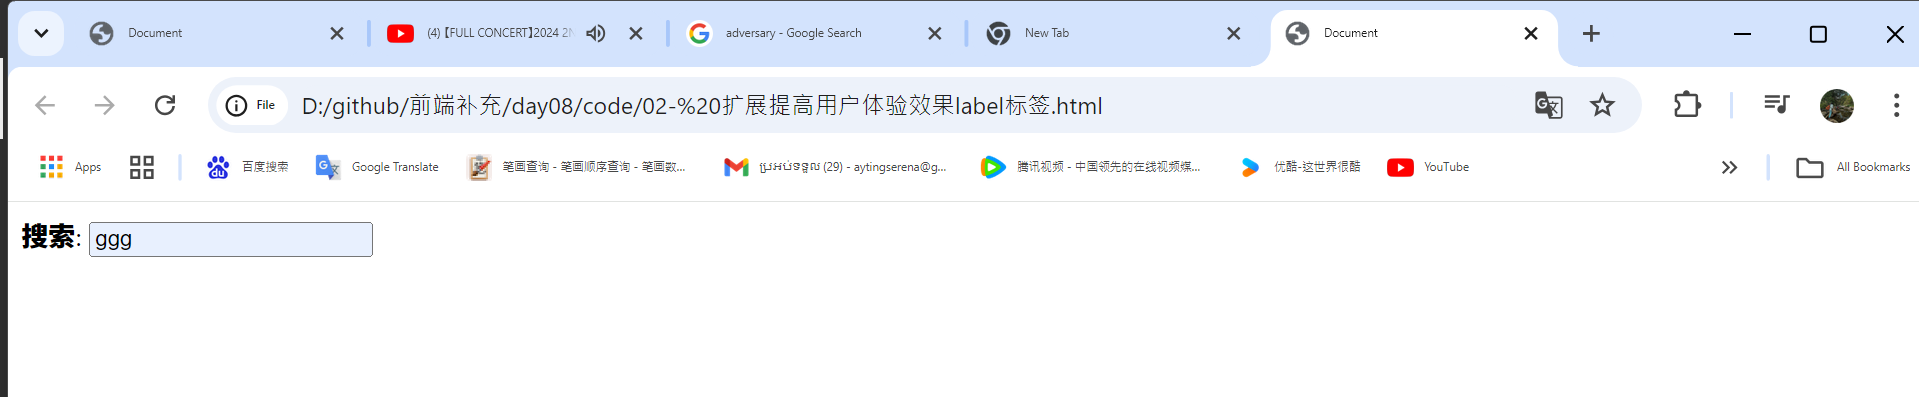 Document
(4)【FULL CONCERT】2024 2N
adversary - Google Search
New Tab
Document
File
D:/github/前端补充/day08/code/02-%20扩展提高用户体验效果label标签.html
Apps
百度搜索
Google Translate
笔画查询 - 笔画顺序查询 - 笔画数...
ប្រអប់ទទួល (29) - aytingserena@g...
腾讯视频 - 中国领先的在线视频媒...
优酷-这世界很酷
YouTube
All Bookmarks
搜索: ggg